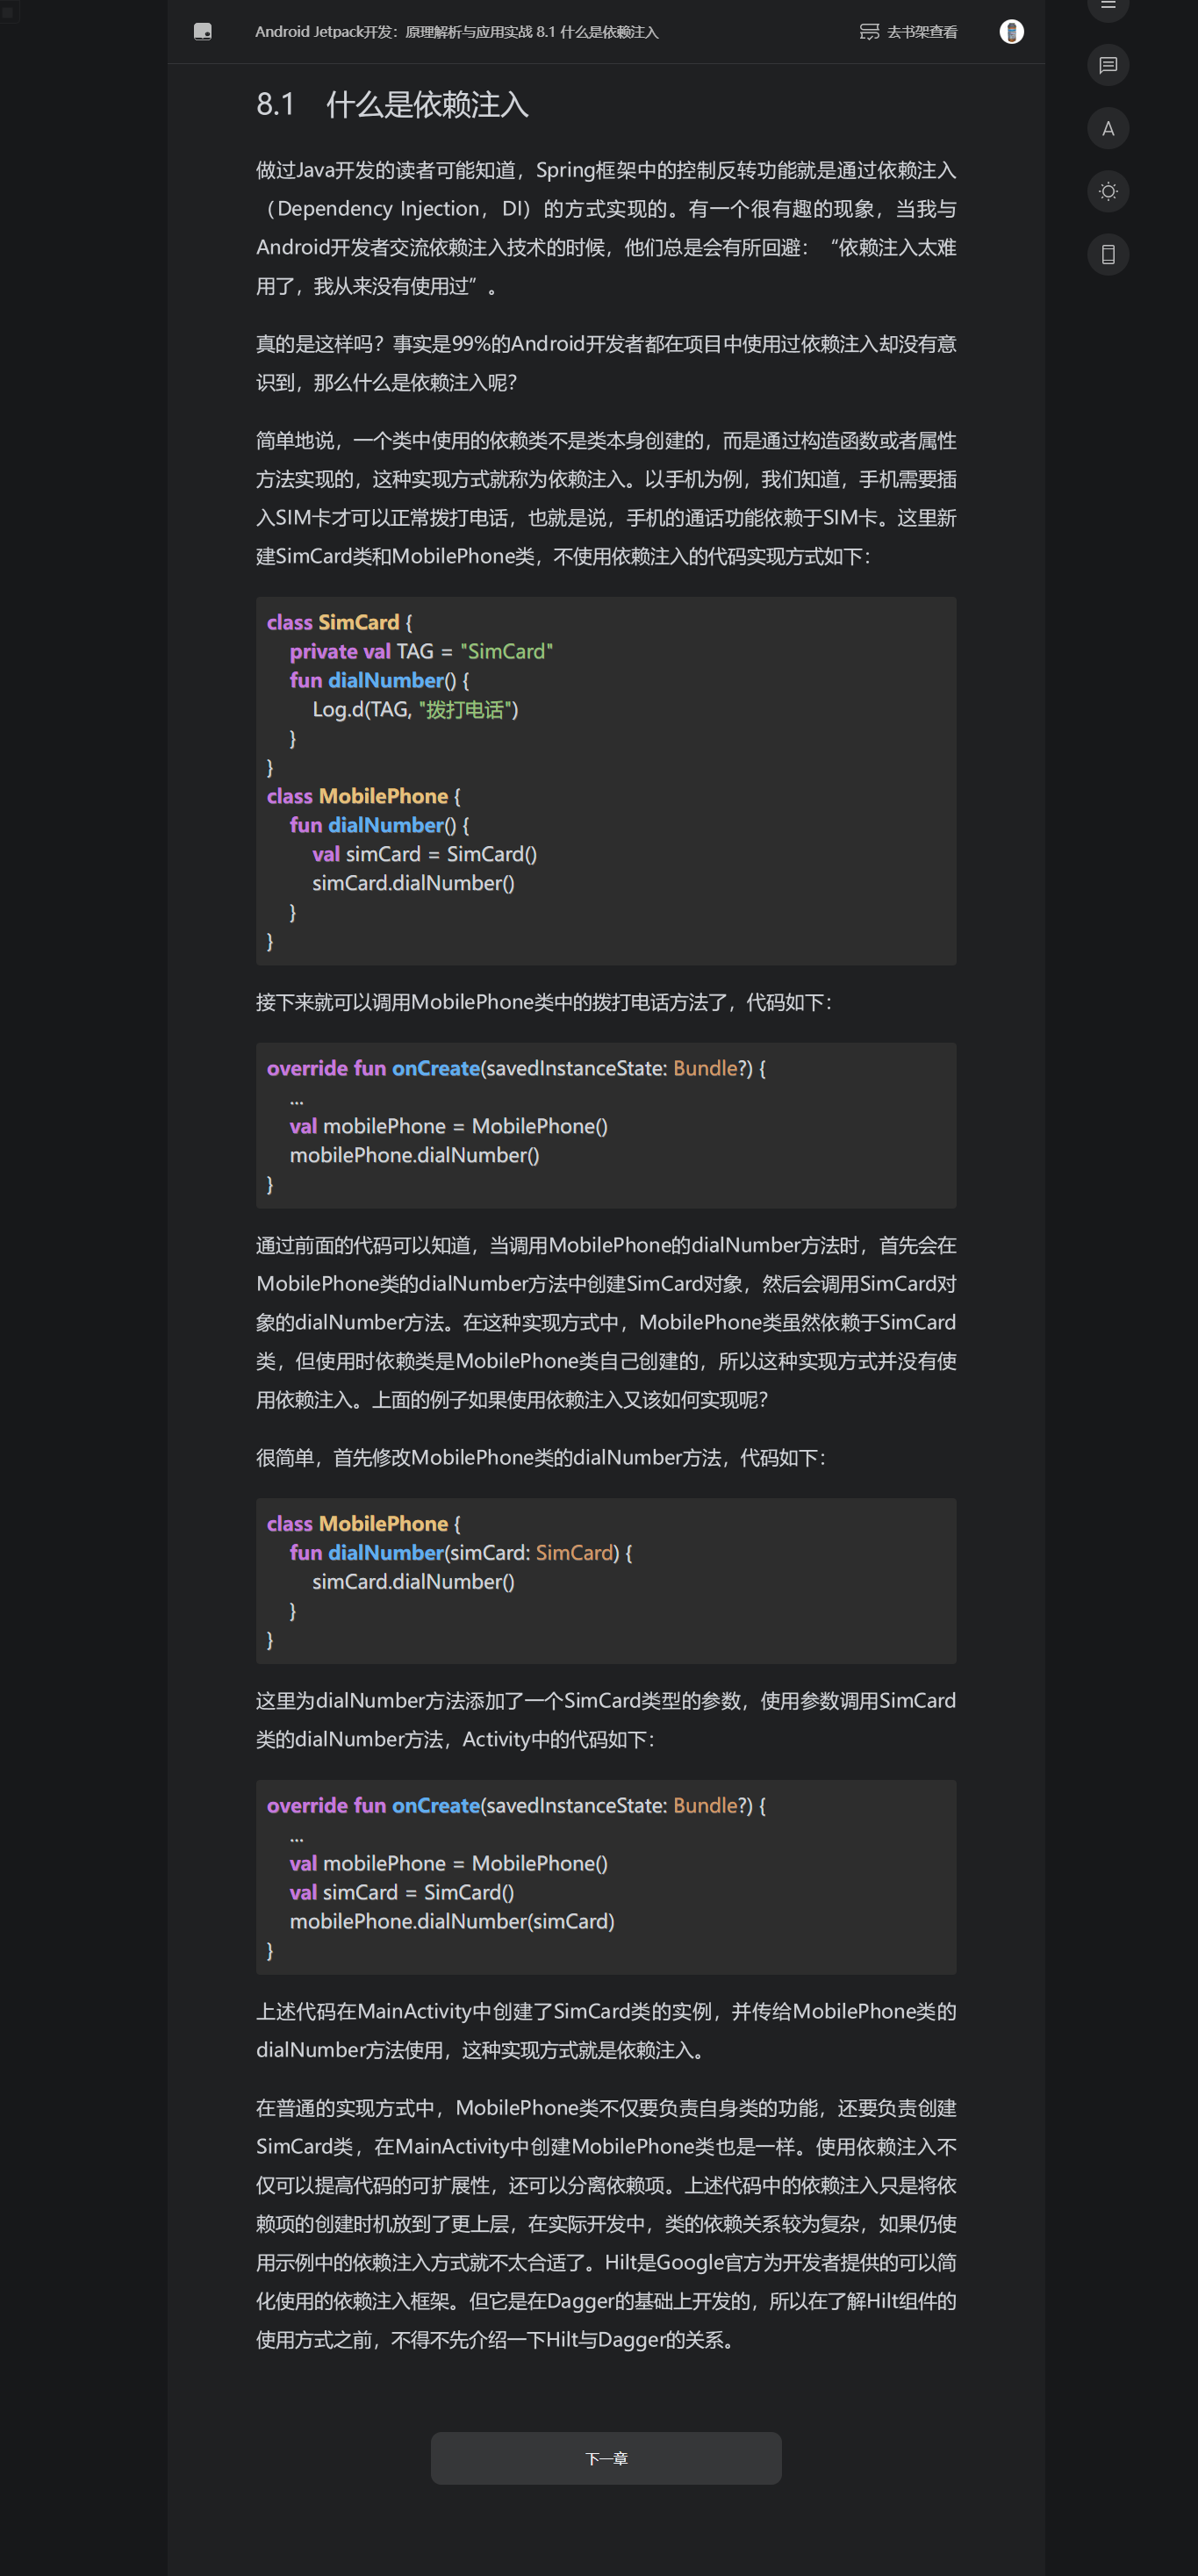 Android Jetpack开发：原理解析与应用实战 8.1 什么是依赖注入
去书架查看
A
8.1 什么是依赖注入
做过Java开发的读者可能知道，Spring框架中的控制反转功能就是通过依赖注入
（Dependency Injection，DI）的方式实现的。有一个很有趣的现象，当我与
Android开发者交流依赖注入技术的时候，他们总是会有所回避：“依赖注入太难
用了，我从来没有使用过”。
真的是这样吗？事实是99%的Android开发者都在项目中使用过依赖注入却没有意
识到，那么什么是依赖注入呢？
简单地说，一个类中使用的依赖类不是类本身创建的，而是通过构造函数或者属性
方法实现的，这种实现方式就称为依赖注入。以手机为例，我们知道，手机需要插
入SIM卡才可以正常拨打电话，也就是说，手机的通话功能依赖于SIM卡。这里新
建SimCard类和MobilePhone类，不使用依赖注入的代码实现方式如下：
class SimCard {
    private val TAG = "SimCard"
    fun dialNumber() {
        Log.d(TAG, "拨打电话")
    }
}
class MobilePhone {
    fun dialNumber() {
        val simCard = SimCard()
        simCard.dialNumber()
    }
}
接下来就可以调用MobilePhone类中的拨打电话方法了，代码如下：
override fun onCreate(savedInstanceState: Bundle?) {
    ...
    val mobilePhone = MobilePhone()
    mobilePhone.dialNumber()
}
通过前面的代码可以知道，当调用MobilePhone的dialNumber方法时，首先会在
MobilePhone类的dialNumber方法中创建SimCard对象，然后会调用SimCard对
象的dialNumber方法。在这种实现方式中，MobilePhone类虽然依赖于SimCard
类，但使用时依赖类是MobilePhone类自己创建的，所以这种实现方式并没有使
用依赖注入。上面的例子如果使用依赖注入又该如何实现呢？
很简单，首先修改MobilePhone类的dialNumber方法，代码如下：
class MobilePhone {
    fun dialNumber(simCard: SimCard) {
        simCard.dialNumber()
    }
}
这里为dialNumber方法添加了一个SimCard类型的参数，使用参数调用SimCard
类的dialNumber方法，Activity中的代码如下：
override fun onCreate(savedInstanceState: Bundle?) {
    ...
    val mobilePhone = MobilePhone()
    val simCard = SimCard()
    mobilePhone.dialNumber(simCard)
}
上述代码在MainActivity中创建了SimCard类的实例，并传给MobilePhone类的
dialNumber方法使用，这种实现方式就是依赖注入。
在普通的实现方式中，MobilePhone类不仅要负责自身类的功能，还要负责创建
SimCard类，在MainActivity中创建MobilePhone类也是一样。使用依赖注入不
仅可以提高代码的可扩展性，还可以分离依赖项。上述代码中的依赖注入只是将依
赖项的创建时机放到了更上层，在实际开发中，类的依赖关系较为复杂，如果仍使
用示例中的依赖注入方式就不太合适了。Hilt是Google官方为开发者提供的可以简
化使用的依赖注入框架。但它是在Dagger的基础上开发的，所以在了解Hilt组件的
使用方式之前，不得不先介绍一下Hilt与Dagger的关系。
下一章